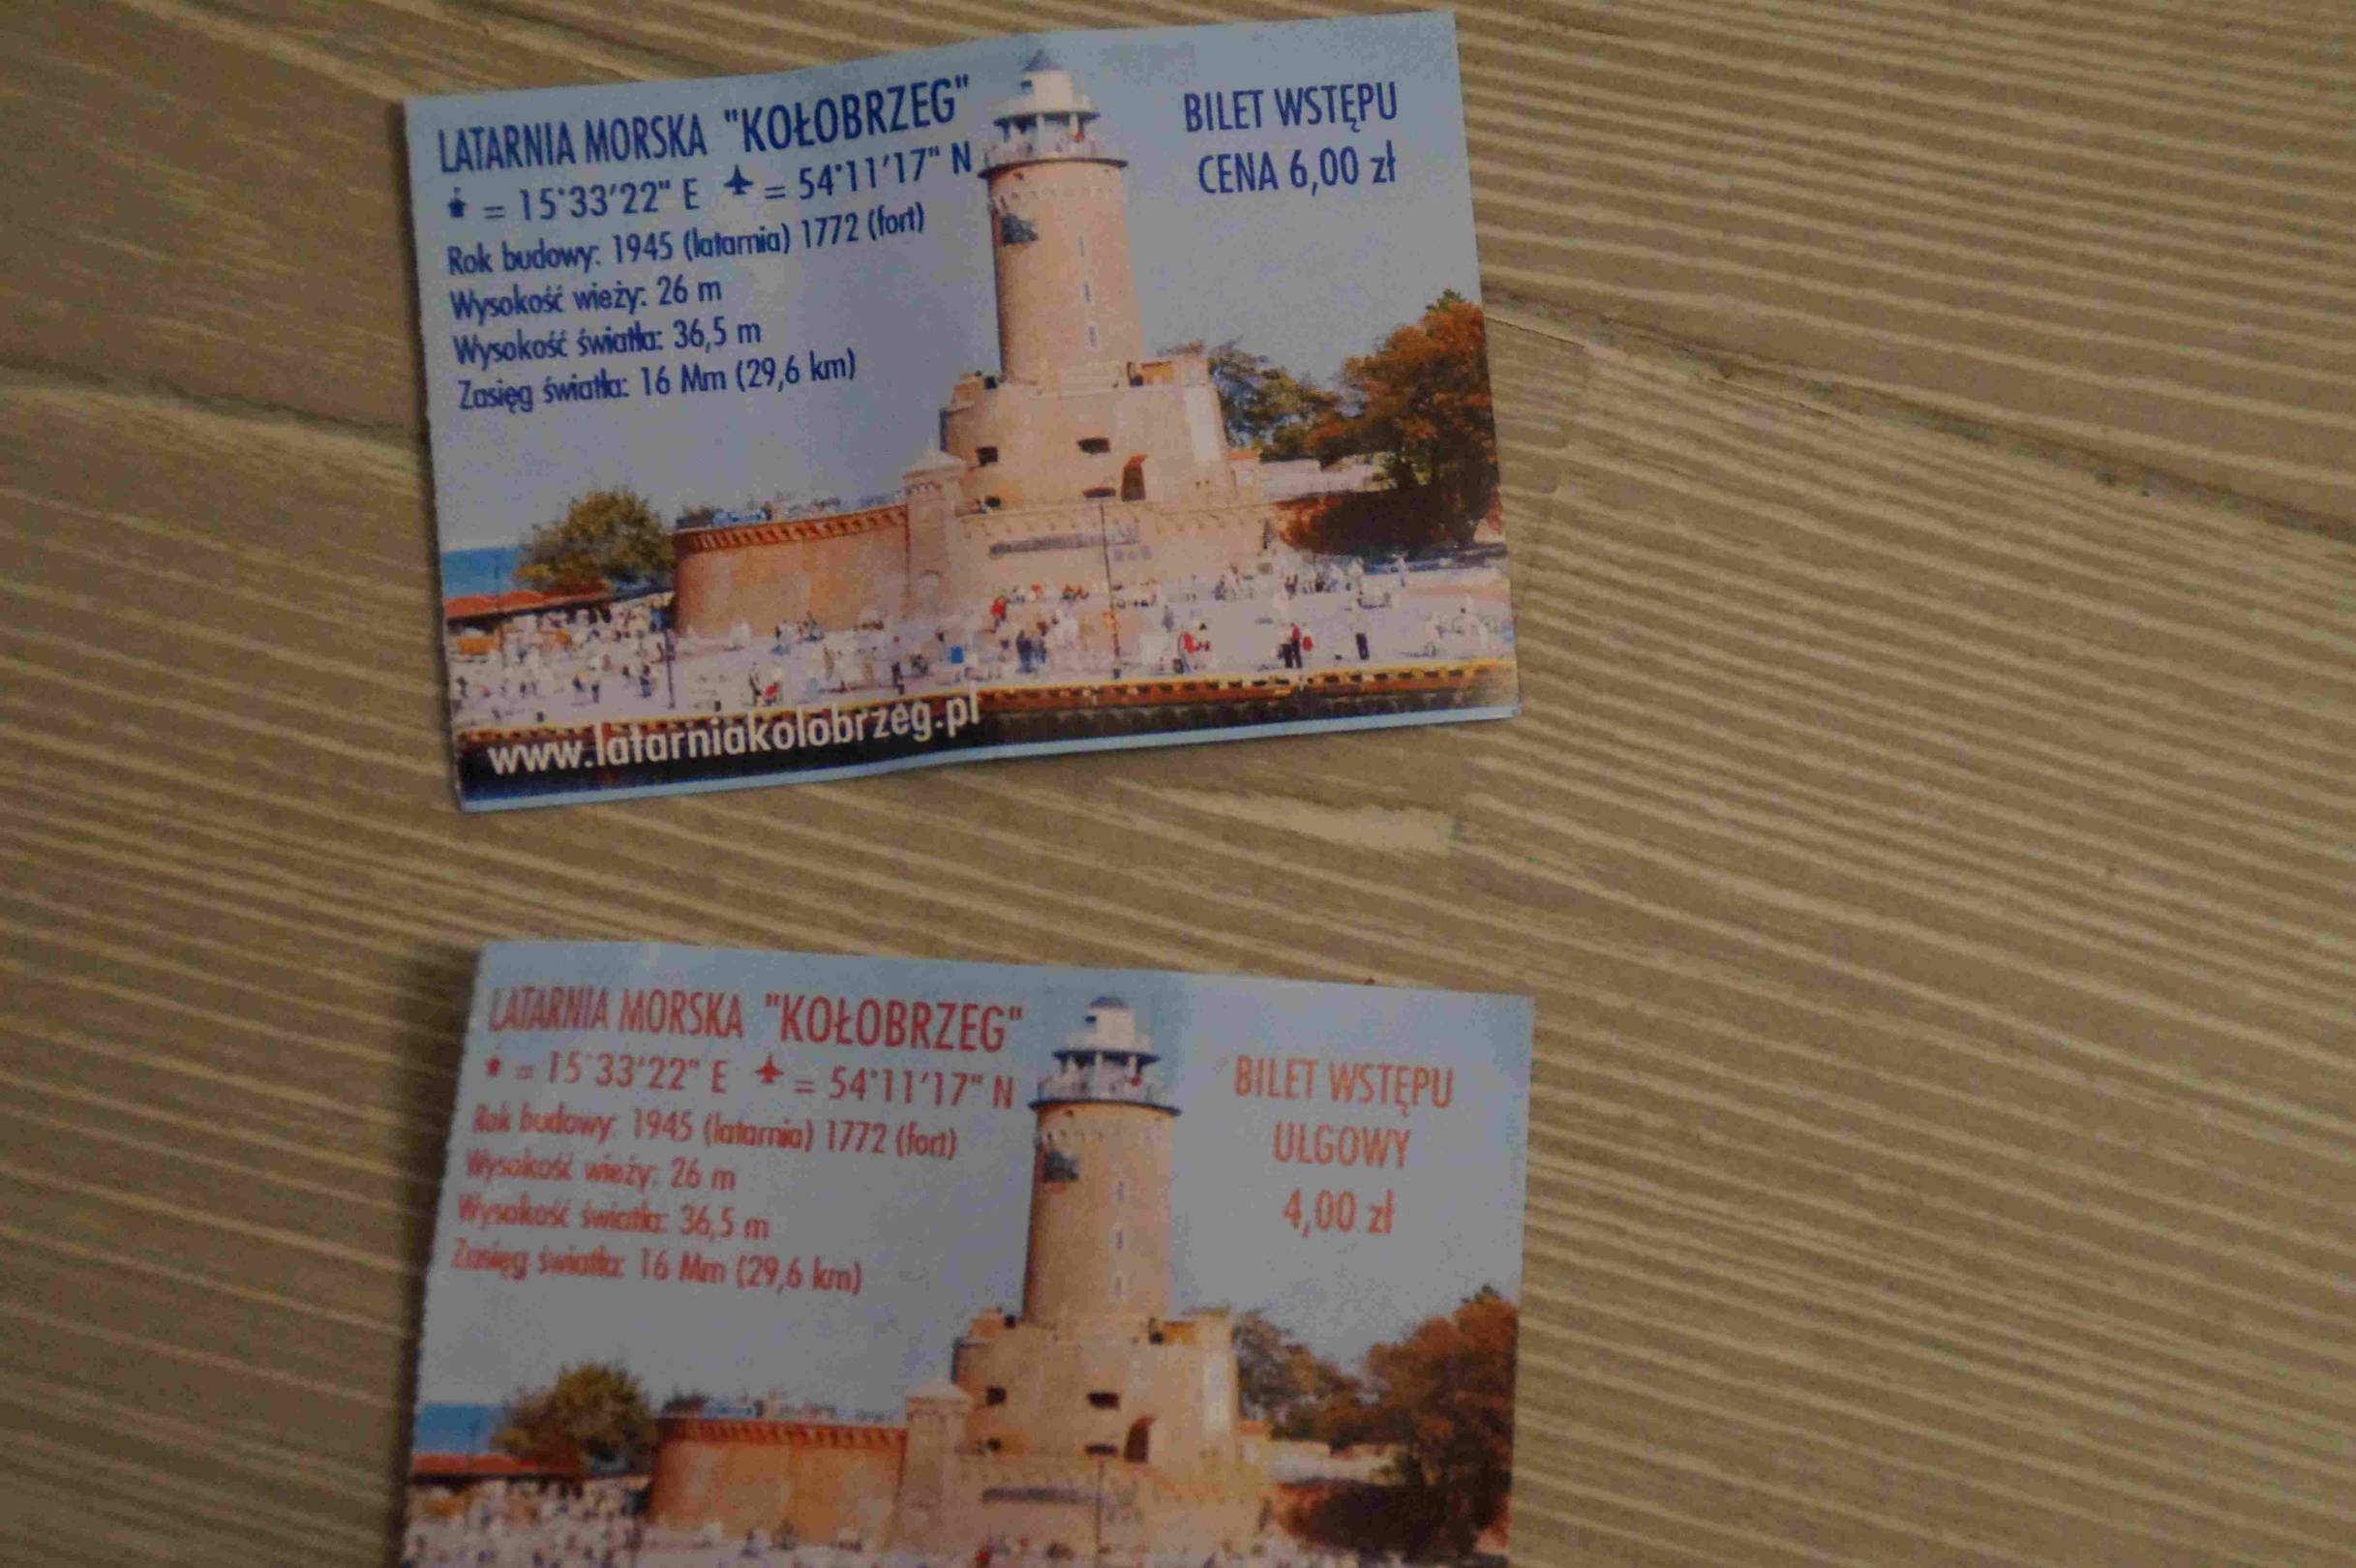 LATARNIA MORSKA "KOŁOBRZEG"
= 15°33'22" E = 54°11'17" N
Rok budowy: 1945 (latarnia) 1772 (fort)
Wysokość wieży: 26 m
Wysokość światła: 36,5 m
Zasięg światła: 16 Mm (29,6 km)
BILET WSTĘPU
CENA 6,00 zł
www.latarniakolobrzeg.pl
LATARNIA MORSKA "KOŁOBRZEG"
= 15°33'22" E = 54°11'17" N
Rok budowy: 1945 (latarnia) 1772 (fort)
Wysokość wieży: 26 m
Wysokość światła: 36,5 m
Zasięg światła: 16 Mm (29,6 km)
BILET WSTĘPU
ULGOWY
4,00 zł